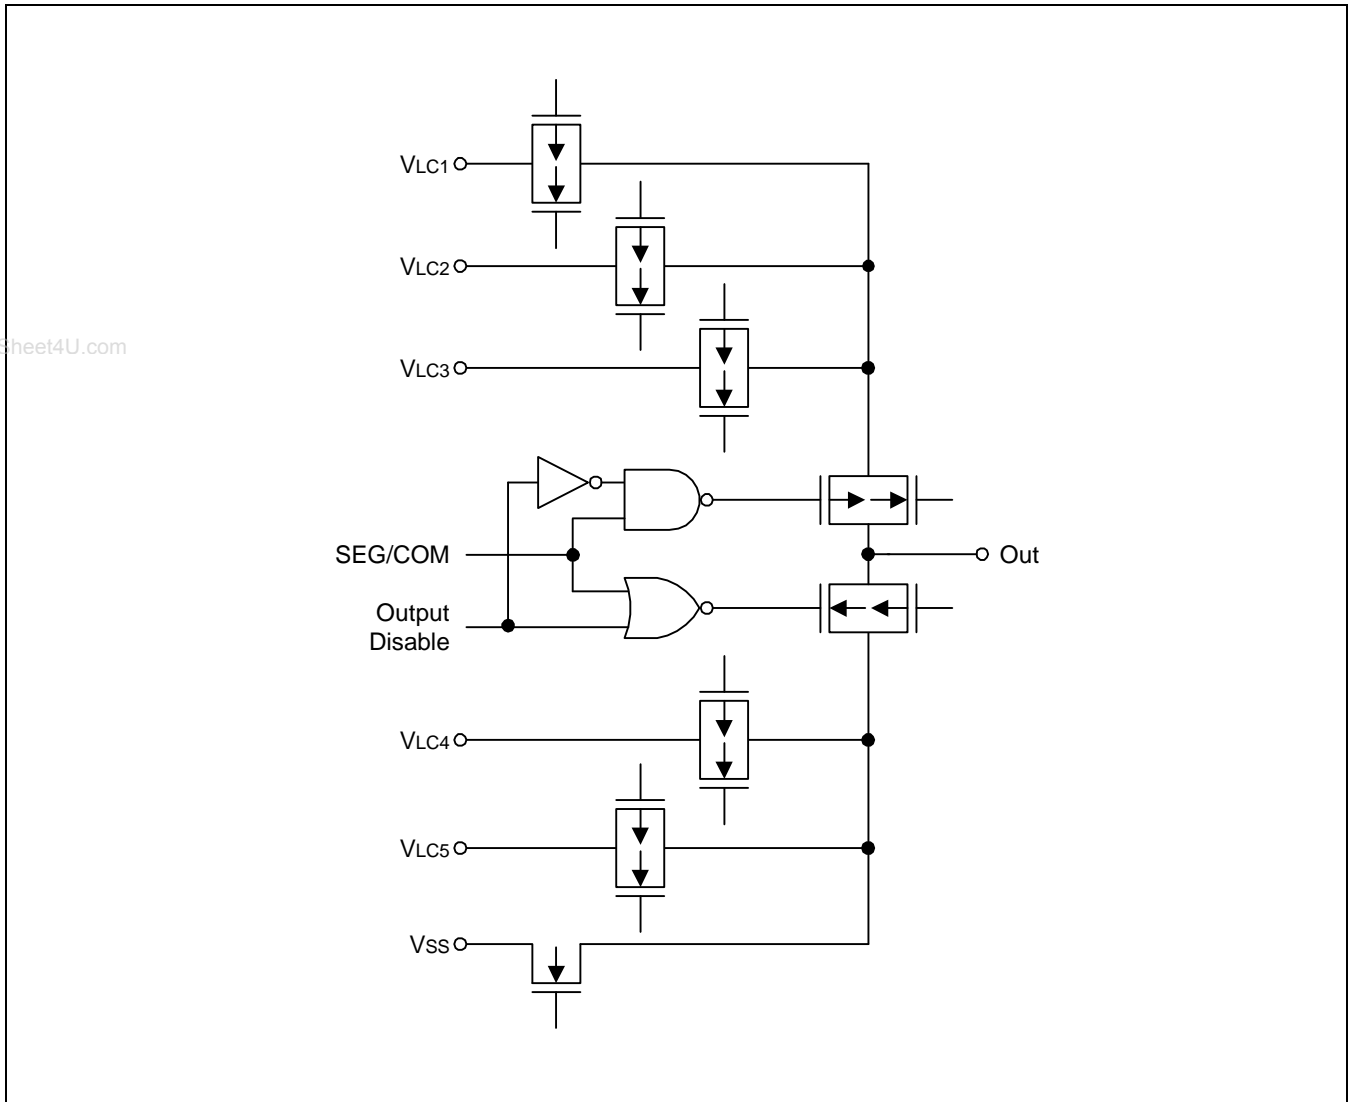 VLC1
VLC2
Sheet4U.com
VLC3
SEG/COM
Out
Output
Disable
VLC4
VLC5
VSS